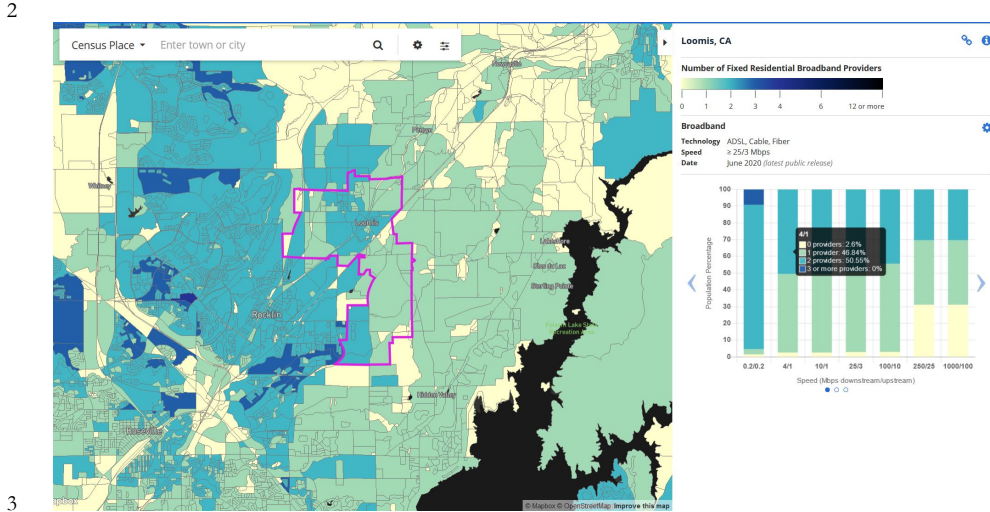 2
Census Place
Enter town or city
Loomis, CA
Number of Fixed Residential Broadband Providers
0 1 2 3 4 6 12 or more
Broadband
Technology ADSL, Cable, Fiber
Speed ≥ 25/3 Mbps
Date June 2020 (latest public release)
Newcastle
Penryn
Whitney
Loomis
Rocklin
Roseville
Hidden Valley
Lakeshore
Sterling Pointe
Population Percentage
100
90
80
70
60
50
40
30
20
10
0
4/1
0 providers: 2.6%
1 provider: 46.84%
2 providers: 50.55%
3 or more providers: 0%
0.2/0.2 4/1 10/1 25/3 100/10 250/25 1000/100
Speed (Mbps downstream/upstream)
mapbox
© Mapbox © OpenStreetMap Improve this map
3